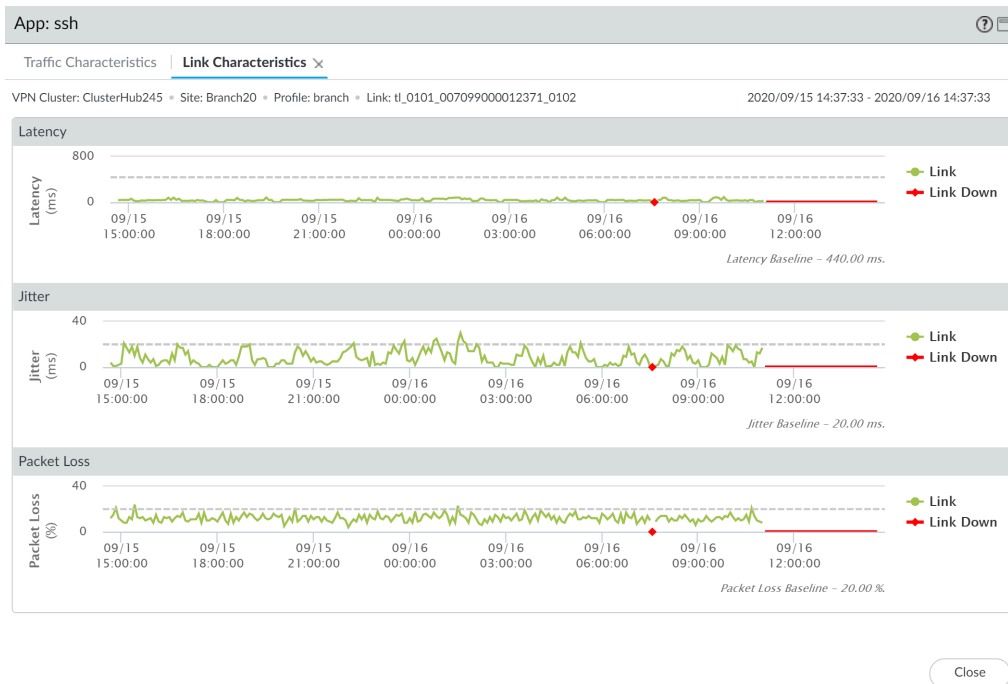 App: ssh
Traffic Characteristics
Link Characteristics
VPN Cluster: ClusterHub245 • Site: Branch20 • Profile: branch • Link: tl_0101_007099000012371_0102
2020/09/15 14:37:33 - 2020/09/16 14:37:33
Latency
Latency
(ms)
800
0
09/15 09/15 09/15 09/16 09/16 09/16 09/16 09/16
15:00:00 18:00:00 21:00:00 00:00:00 03:00:00 06:00:00 09:00:00 12:00:00
Link
Link Down
Latency Baseline – 440.00 ms.
Jitter
Jitter
(ms)
40
0
09/15 09/15 09/15 09/16 09/16 09/16 09/16 09/16
15:00:00 18:00:00 21:00:00 00:00:00 03:00:00 06:00:00 09:00:00 12:00:00
Link
Link Down
Jitter Baseline – 20.00 ms.
Packet Loss
Packet Loss
(%)
40
0
09/15 09/15 09/15 09/16 09/16 09/16 09/16 09/16
15:00:00 18:00:00 21:00:00 00:00:00 03:00:00 06:00:00 09:00:00 12:00:00
Link
Link Down
Packet Loss Baseline – 20.00 %.
Close